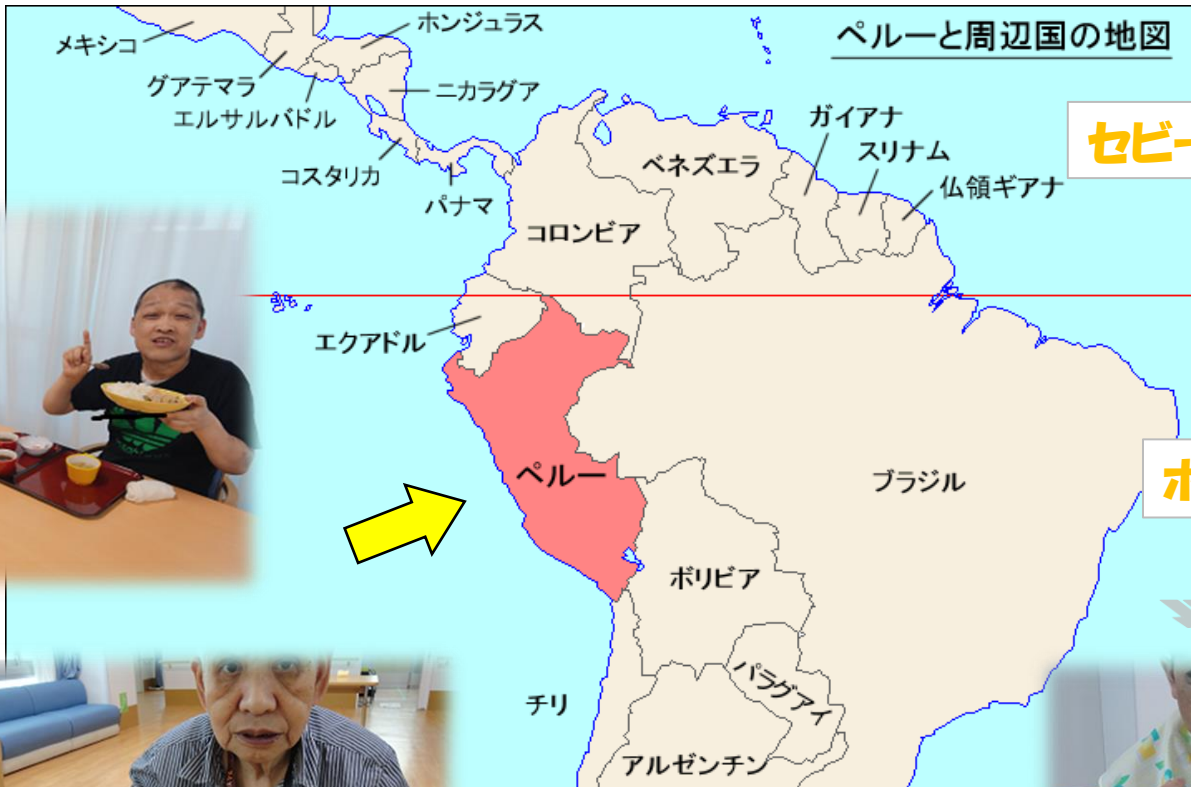 ペルーと周辺国の地図
メキシコ
ホンジュラス
グアテマラ
ニカラグア
エルサルバドル
コスタリカ
パナマ
ベネズエラ
ガイアナ
スリナム
仏領ギアナ
セビー
コロンビア
エクアドル
ペルー
ブラジル
ボリビア
パラグアイ
チリ
アルゼンチン